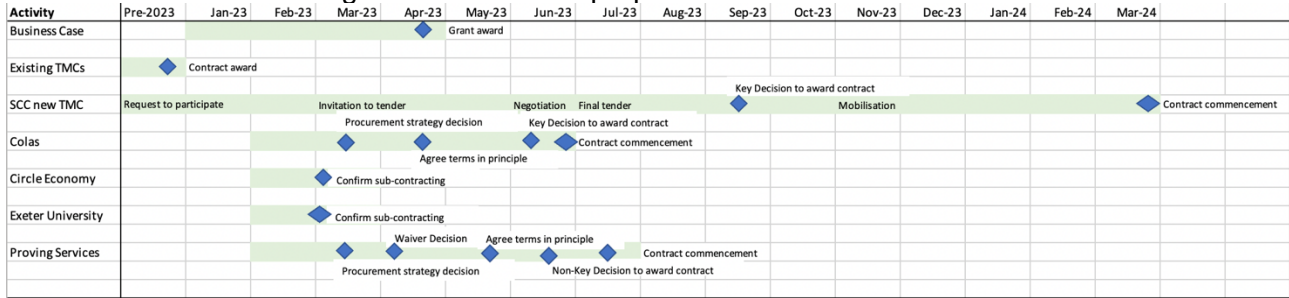 Activity Pre-2023 Jan-23 Feb-23 Mar-23 Apr-23 May-23 Jun-23 Jul-23 Aug-23 Sep-23 Oct-23 Nov-23 Dec-23 Jan-24 Feb-24 Mar-24
Business Case Grant award
Existing TMCs Contract award
Key Decision to award contract
SCC new TMC Request to participate Invitation to tender Negotiation Final tender Mobilisation Contract commencement
Procurement strategy decision Key Decision to award contract
Colas Contract commencement
Agree terms in principle
Circle Economy Confirm sub-contracting
Exeter University Confirm sub-contracting
Waiver Decision Agree terms in principle
Proving Services Contract commencement
Procurement strategy decision Non-Key Decision to award contract